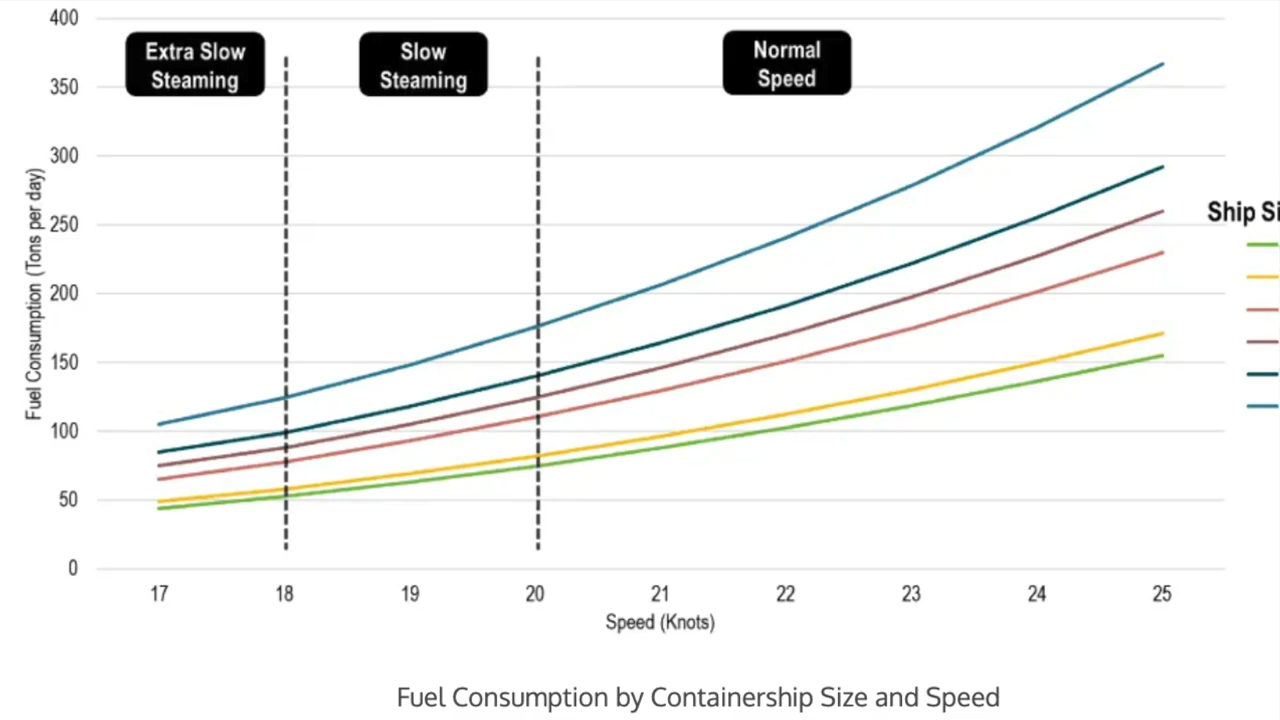 400
Extra Slow
Steaming
Slow
Steaming
Normal
Speed
350
300
250
200
150
100
50
0
Fuel Consumption (Tons per day)
Ship Si
17 18 19 20 21 22 23 24 25
Speed (Knots)
Fuel Consumption by Containership Size and Speed